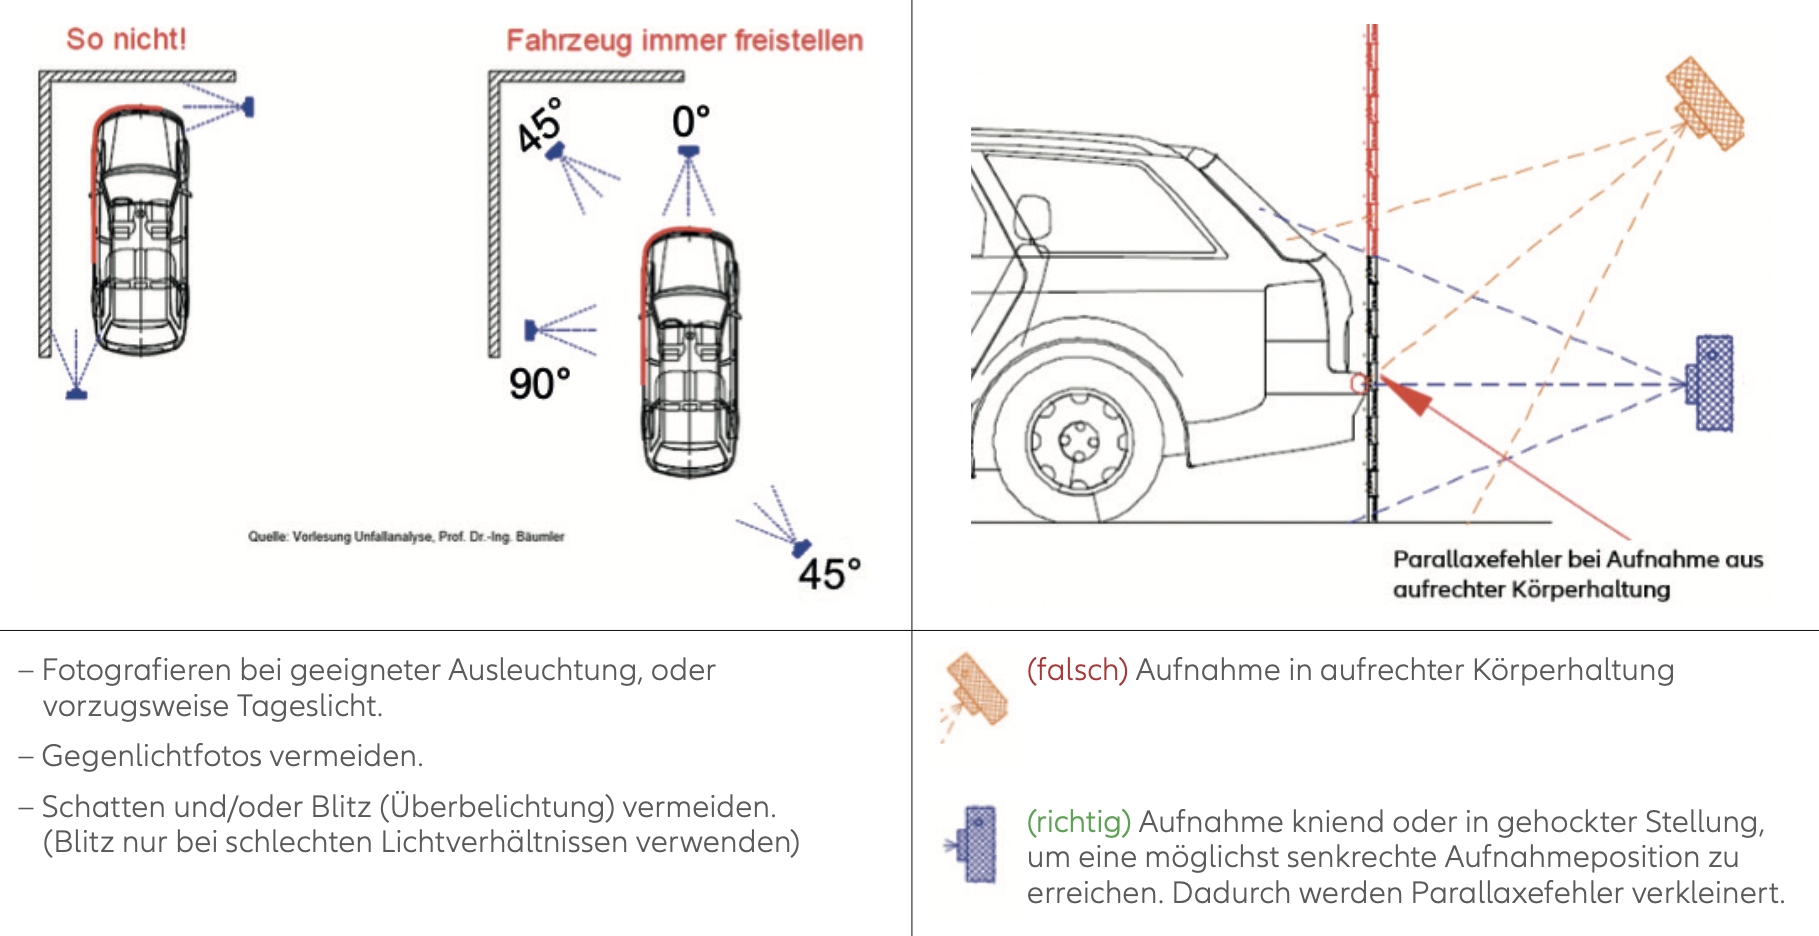 So nicht!
Fahrzeug immer freistellen
45°
0°
90°
45°
Quelle: Vorlesung Unfallanalyse, Prof. Dr.-Ing. Bäumler
Parallaxefehler bei Aufnahme aus
aufrechter Körperhaltung
– Fotografieren bei geeigneter Ausleuchtung, oder
vorzugsweise Tageslicht.
– Gegenlichtfotos vermeiden.
– Schatten und/oder Blitz (Überbelichtung) vermeiden.
(Blitz nur bei schlechten Lichtverhältnissen verwenden)
(falsch) Aufnahme in aufrechter Körperhaltung
(richtig) Aufnahme kniend oder in gehockter Stellung,
um eine möglichst senkrechte Aufnahmeposition zu
erreichen. Dadurch werden Parallaxefehler verkleinert.